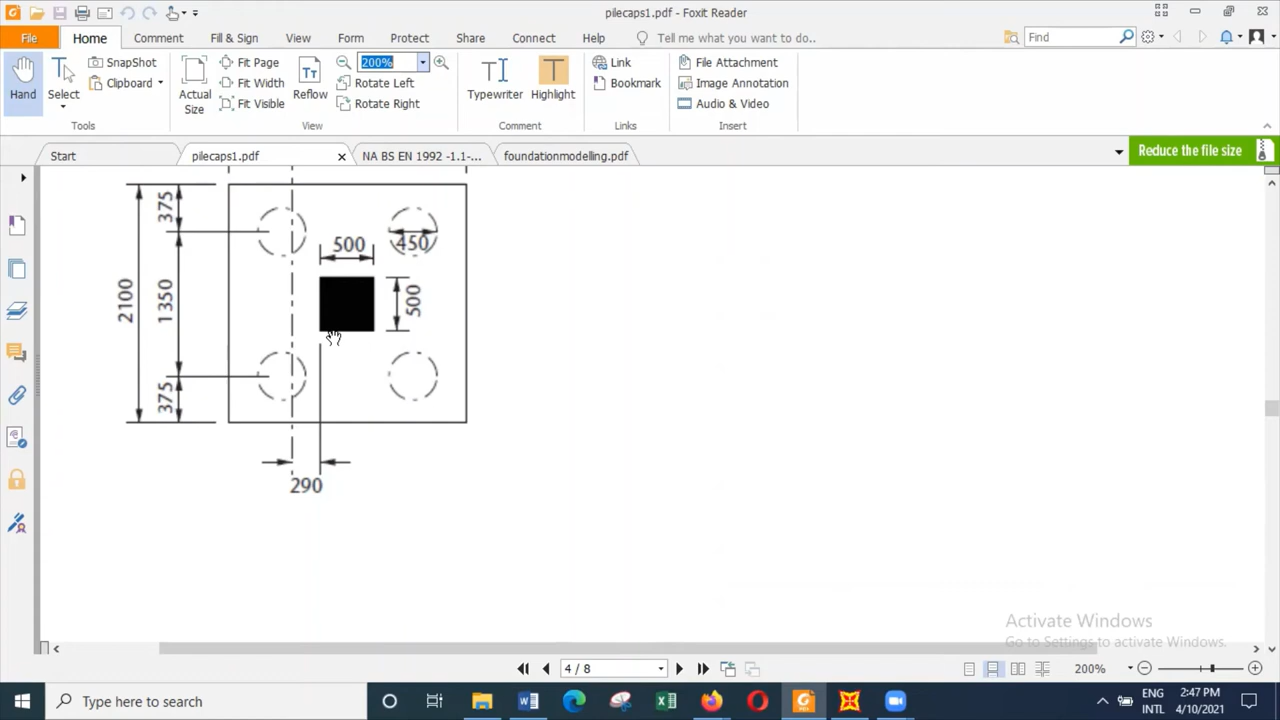 pilecaps1.pdf - Foxit Reader
File Home Comment Fill & Sign View Form Protect Share Connect Help Tell me what you want to do.. Find
Hand
Select
SnapShot
Clipboard
Actual
Size
Fit Page
Fit Width
Fit Visible
Reflow
200%
Rotate Left
Rotate Right
Typewriter
Highlight
Link
Bookmark
File Attachment
Image Annotation
Audio & Video
Tools View Comment Links Insert
Start pilecaps1.pdf NA BS EN 1992 -1.1-... foundationmodelling.pdf Reduce the file size
375
500
450
2100
1350
500
375
290
Activate Windows
Go to Settings to activate Windows.
4 / 8 200%
Type here to search
ENG
INTL
2:47 PM
4/10/2021